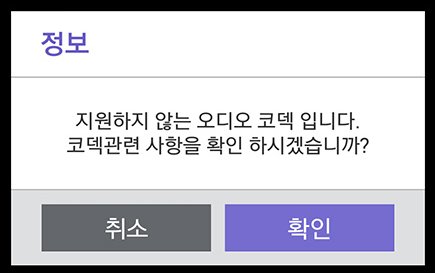 정보
지원하지 않는 오디오 코덱 입니다.
코덱관련 사항을 확인 하시겠습니까?
취소
확인